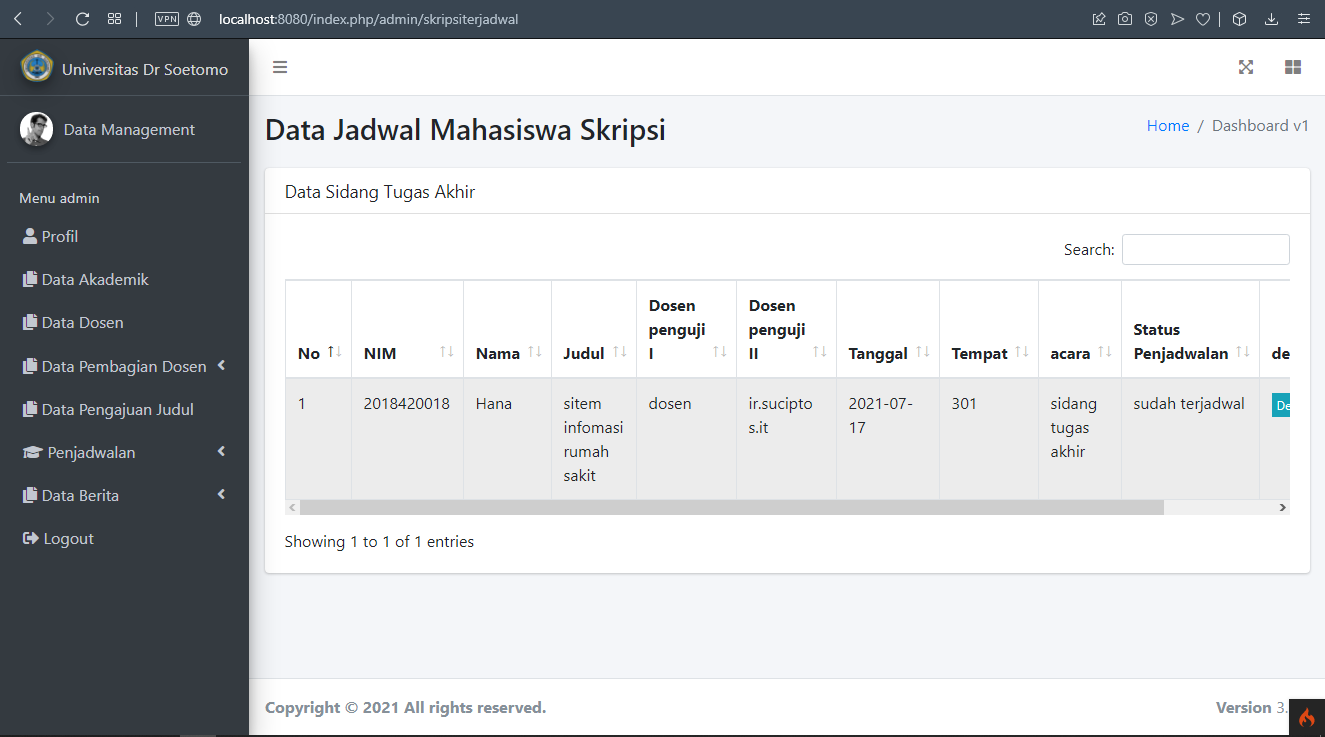 VPN localhost:8080/index.php/admin/skripsiterjadwal
Universitas Dr Soetomo
Data Management
Menu admin
Profil
Data Akademik
Data Dosen
Data Pembagian Dosen
Data Pengajuan Judul
Penjadwalan
Data Berita
Logout
Data Jadwal Mahasiswa Skripsi
Home / Dashboard v1
Data Sidang Tugas Akhir
Search:
Dosen Dosen
penguji penguji Status
No NIM Nama Judul I II Tanggal Tempat acara Penjadwalan de
1 2018420018 Hana sitem dosen ir.sucipto 2021-07- 301 sidang sudah terjadwal De
infomasi s.it 17 tugas
rumah akhir
sakit
Showing 1 to 1 of 1 entries
Copyright © 2021 All rights reserved.
Version 3.